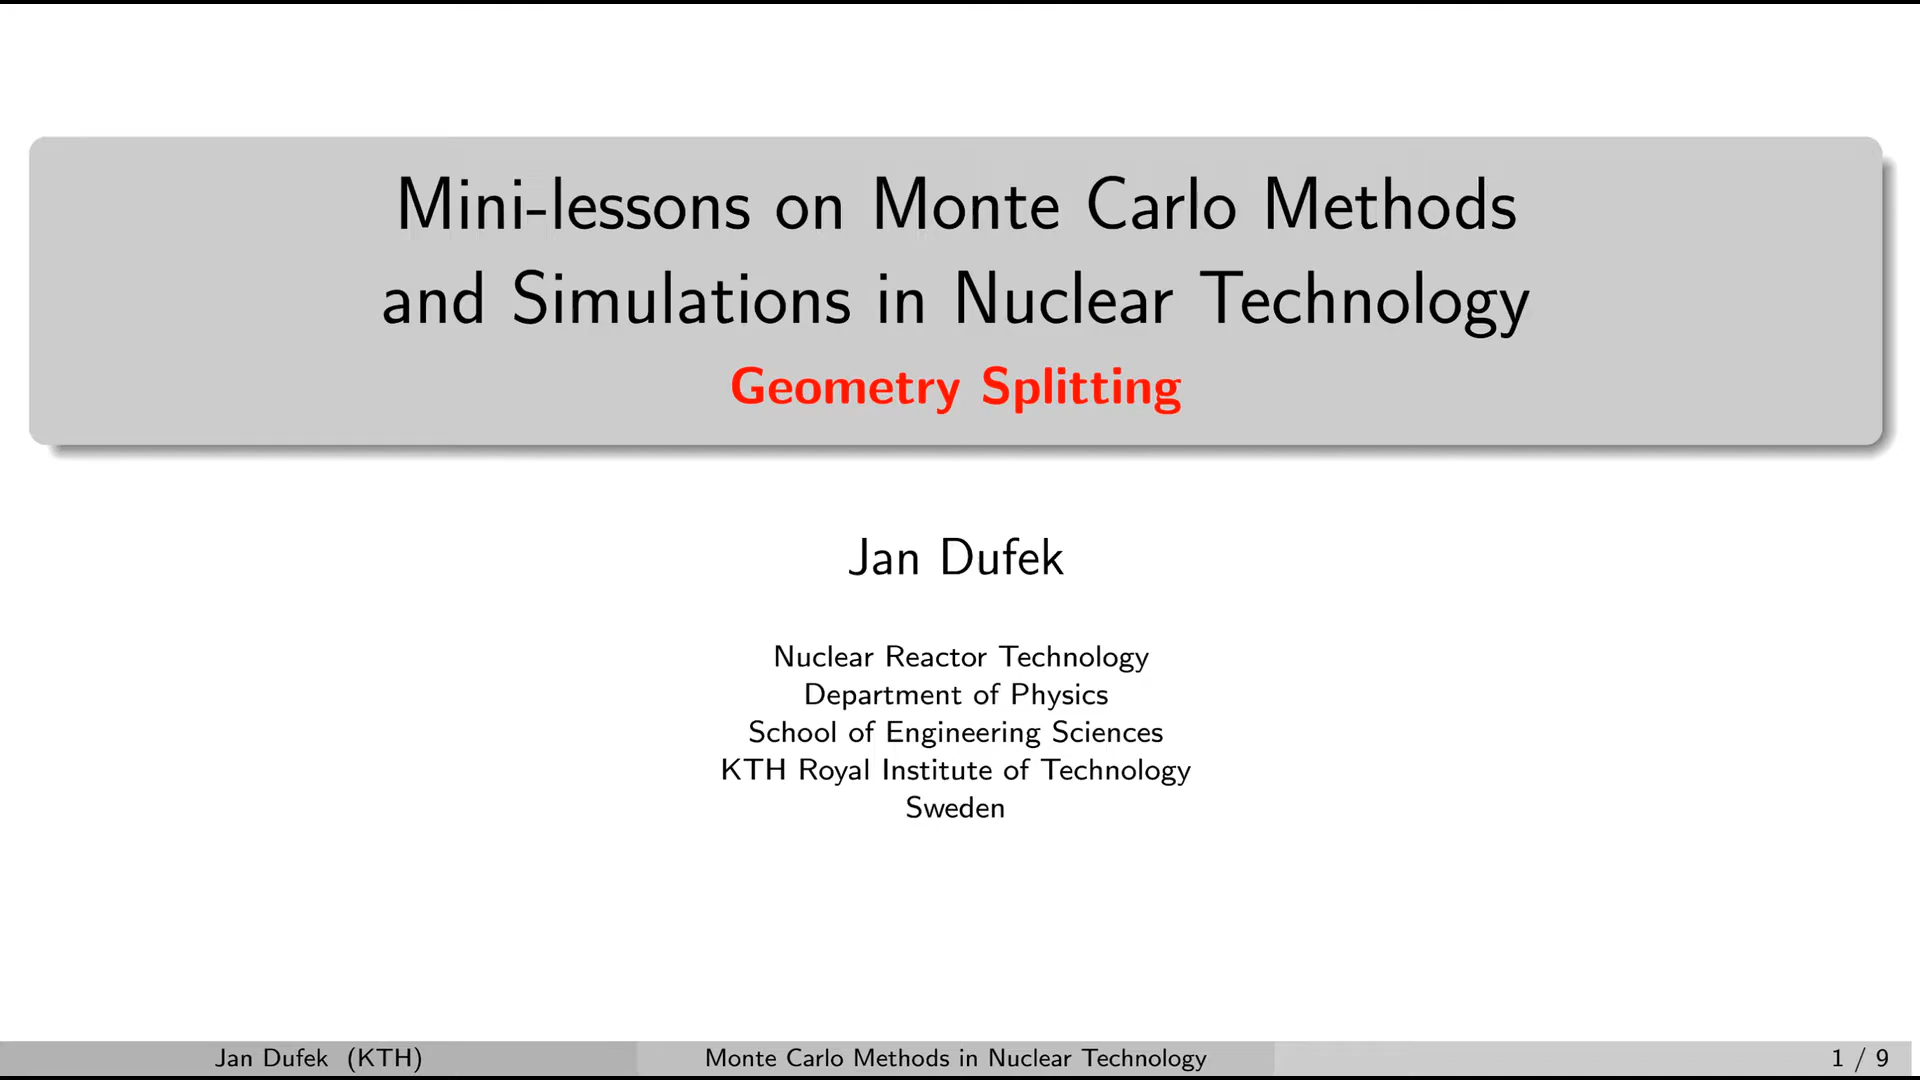 Mini-lessons on Monte Carlo Methods
and Simulations in Nuclear Technology
Geometry Splitting
Jan Dufek
Nuclear Reactor Technology
Department of Physics
School of Engineering Sciences
KTH Royal Institute of Technology
Sweden
Jan Dufek (KTH) Monte Carlo Methods in Nuclear Technology 1 / 9